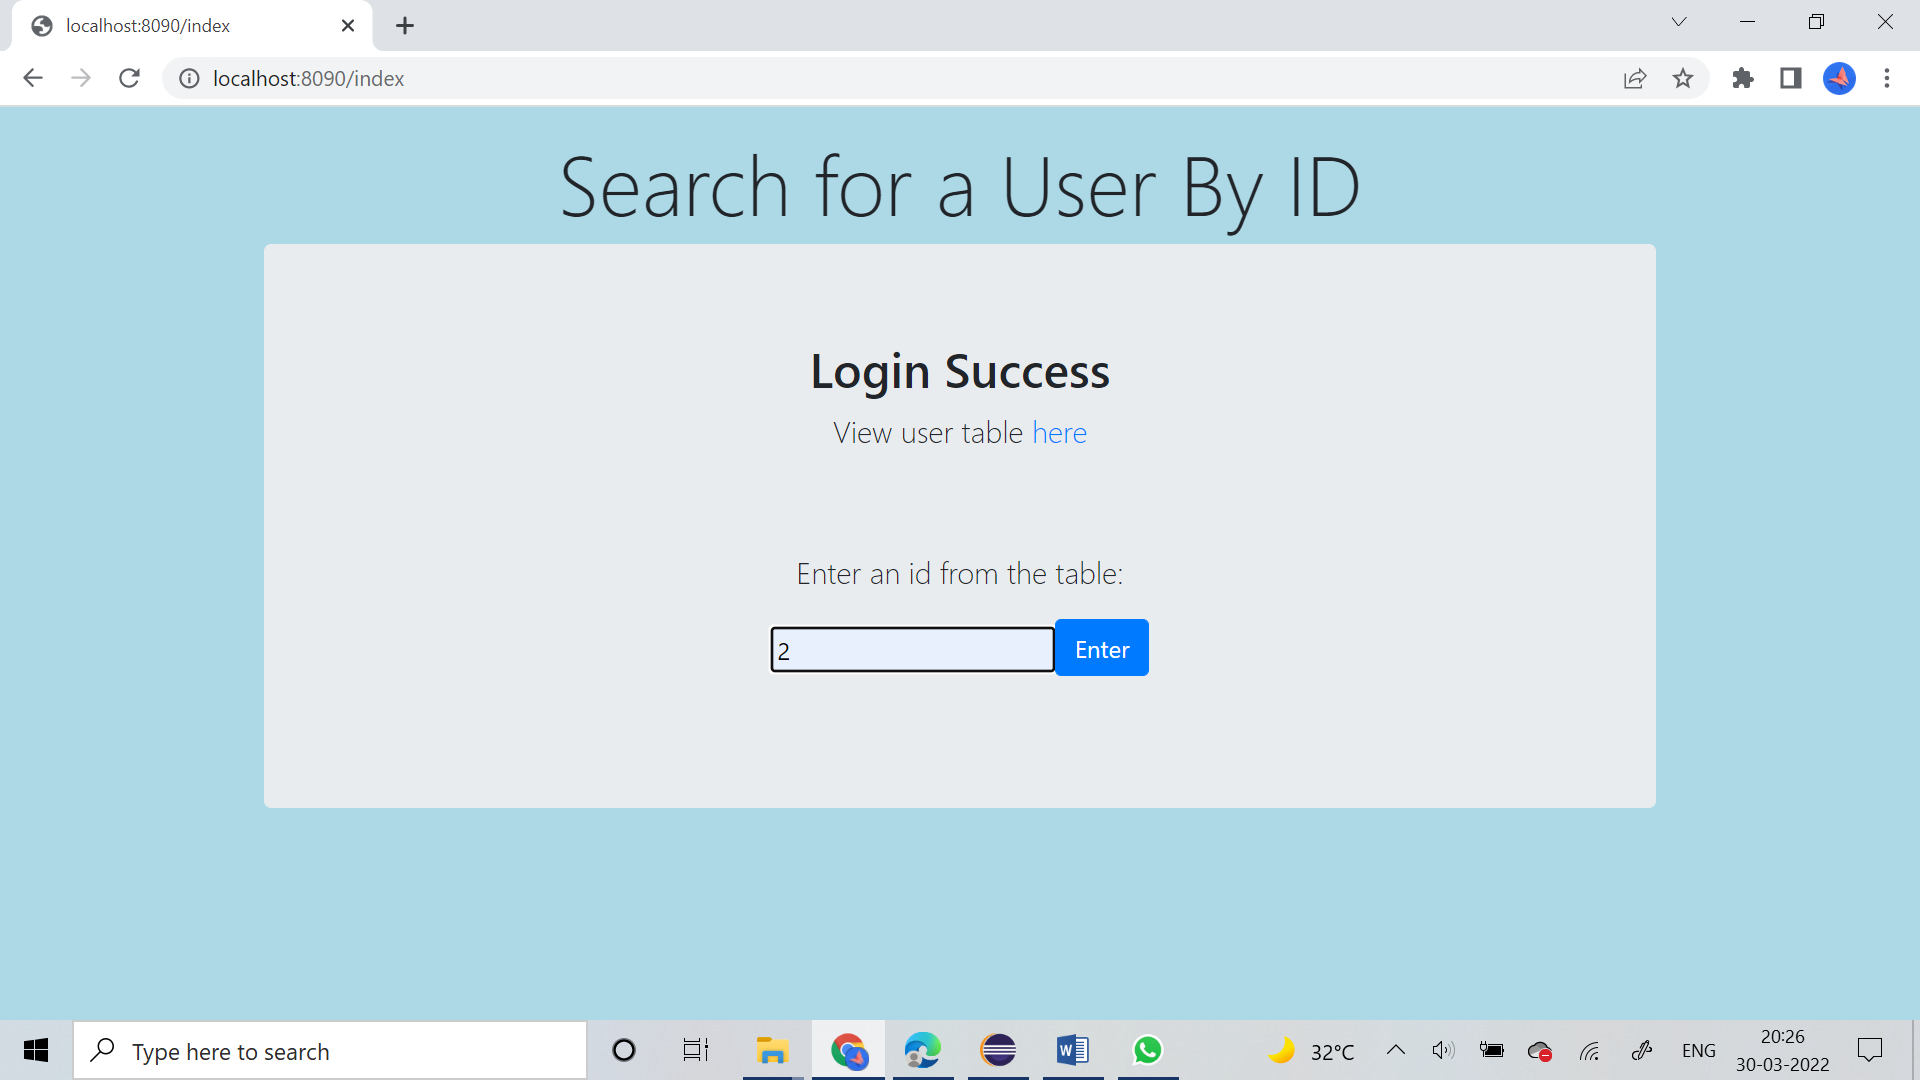 localhost:8090/index
localhost:8090/index
Search for a User By ID
Login Success
View user table here
Enter an id from the table:
2
Enter
Type here to search
W
32°C
ENG
20:26
30-03-2022